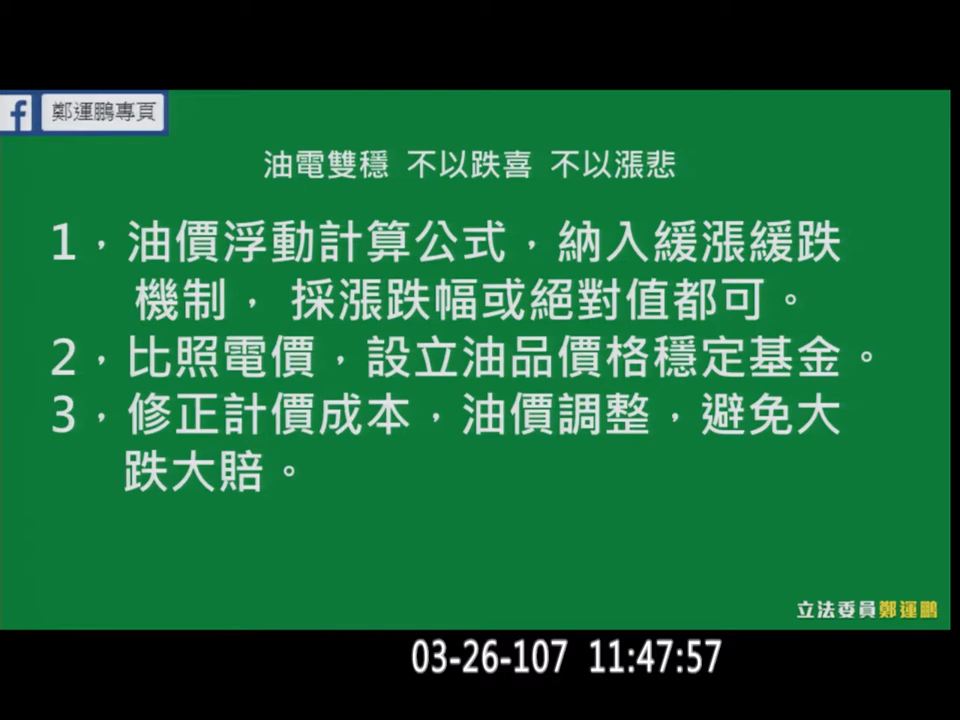 f 鄭運鵬專頁
油電雙穩 不以跌喜 不以漲悲
1，油價浮動計算公式，納入緩漲緩跌
機制， 採漲跌幅或絕對值都可。
2，比照電價，設立油品價格穩定基金。
3，修正計價成本，油價調整，避免大
跌大賠。
立法委員鄭運鵬
03-26-107 11:47:57